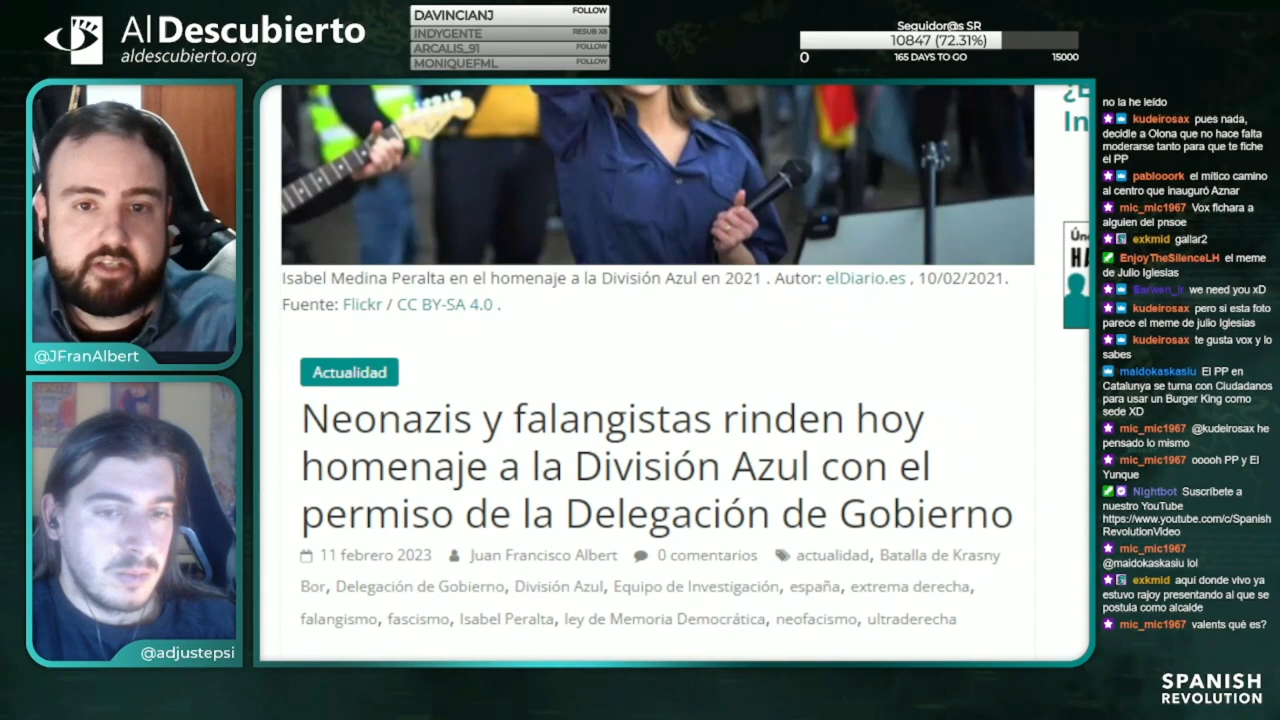 Al Descubierto
aldescubierto.org
DAVINCIANJ FOLLOW
INDYGENTE RESUB X8
ARCALIS_91 FOLLOW
MONIQUEFML FOLLOW
Seguidor@s SR
10847 (72.31%)
0 165 DAYS TO GO 15000
@JFranAlbert
@adjustepsi
Isabel Medina Peralta en el homenaje a la División Azul en 2021 . Autor: elDiario.es , 10/02/2021.
Fuente: Flickr / CC BY-SA 4.0 .
Actualidad
Neonazis y falangistas rinden hoy
homenaje a la División Azul con el
permiso de la Delegación de Gobierno
11 febrero 2023 Juan Francisco Albert 0 comentarios actualidad, Batalla de Krasny
Bor, Delegación de Gobierno, División Azul, Equipo de Investigación, españa, extrema derecha,
falangismo, fascismo, Isabel Peralta, ley de Memoria Democrática, neofacismo, ultraderecha
In
no la he leído
kudeirosax pues nada,
decidle a Olona que no hace falta
moderarse tanto para que te fiche
el PP
pablooork el mítico camino
al centro que inauguró Aznar
mic_mic1967 Vox fichara a
alguien del pnsoe
exkmid gallar2
EnjoyTheSilenceLH el meme
de Julio Iglesias
Earwen_ir we need you xD
kudeirosax pero si esta foto
parece el meme de julio Iglesias
kudeirosax te gusta vox y lo
sabes
maldokaskasiu El PP en
Catalunya se turna con Ciudadanos
para usar un Burger King como
sede XD
mic_mic1967 @kudeirosax he
pensado lo mismo
mic_mic1967 ooooh PP y El
Yunque
Nightbot Suscríbete a
nuestro YouTube
https://www.youtube.com/c/Spanish
RevolutionVideo
mic_mic1967
@maldokaskasiu lol
exkmid aqui donde vivo ya
estuvo rajoy presentando al que se
postula como alcalde
mic_mic1967 valents qué es?
SPANISH
REVOLUTION